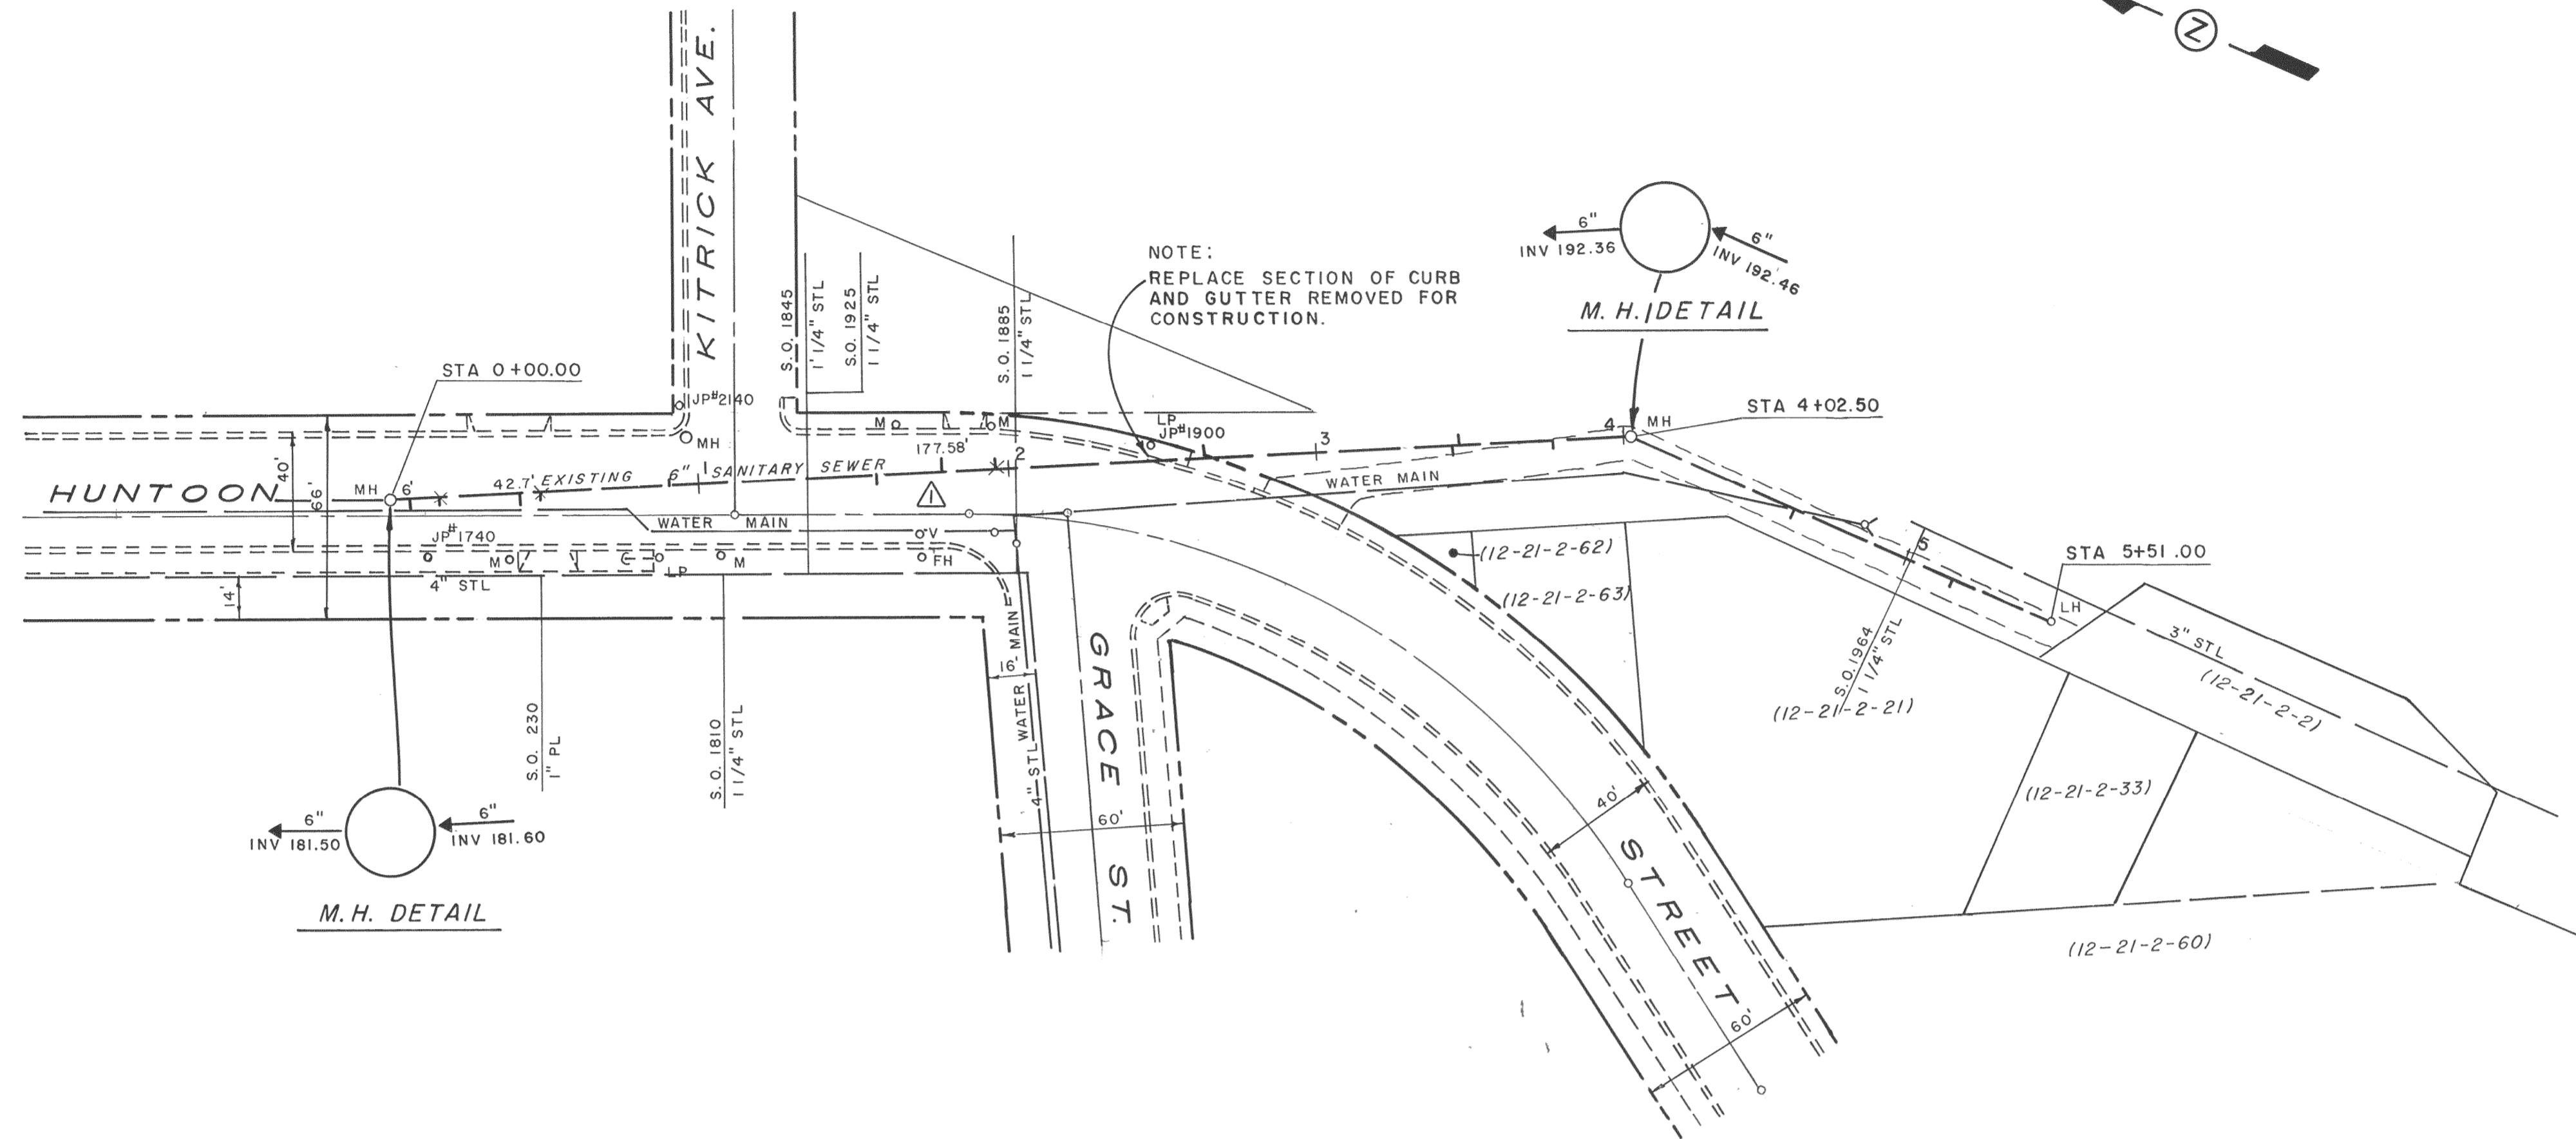 Z
KITRICK AVE.
S.O. 1845
1 1/4" STL
S.O. 1925
1 1/4" STL
S.O. 1885
1 1/4" STL
NOTE:
REPLACE SECTION OF CURB
AND GUTTER REMOVED FOR
CONSTRUCTION.
6"
INV 192.36
6"
INV 192.46
M.H. DETAIL
STA 0+00.00
STA 4+02.50
JP#2140
MH
M
M
LP
JP#1900
177.58'
2
3
4
MH
HUNTOON
40'
66'
MH
6'
42.7'
EXISTING 6" SANITARY SEWER
1
1
WATER MAIN
WATER MAIN
JP#1740
M
C
LP
M
V
FH
4" STL
14'
(12-21-2-62)
(12-21-2-63)
5
STA 5+51.00
LH
3" STL
(12-21-2-2)
S.O. 1964
1 1/4" STL
(12-21-2-21)
(12-21-2-33)
(12-21-2-60)
S.O. 230
1" PL
S.O. 1810
1 1/4" STL
16'
4" STL WATER MAIN
GRACE ST.
60'
40'
STREET
60'
6"
INV 181.50
6"
INV 181.60
M.H. DETAIL